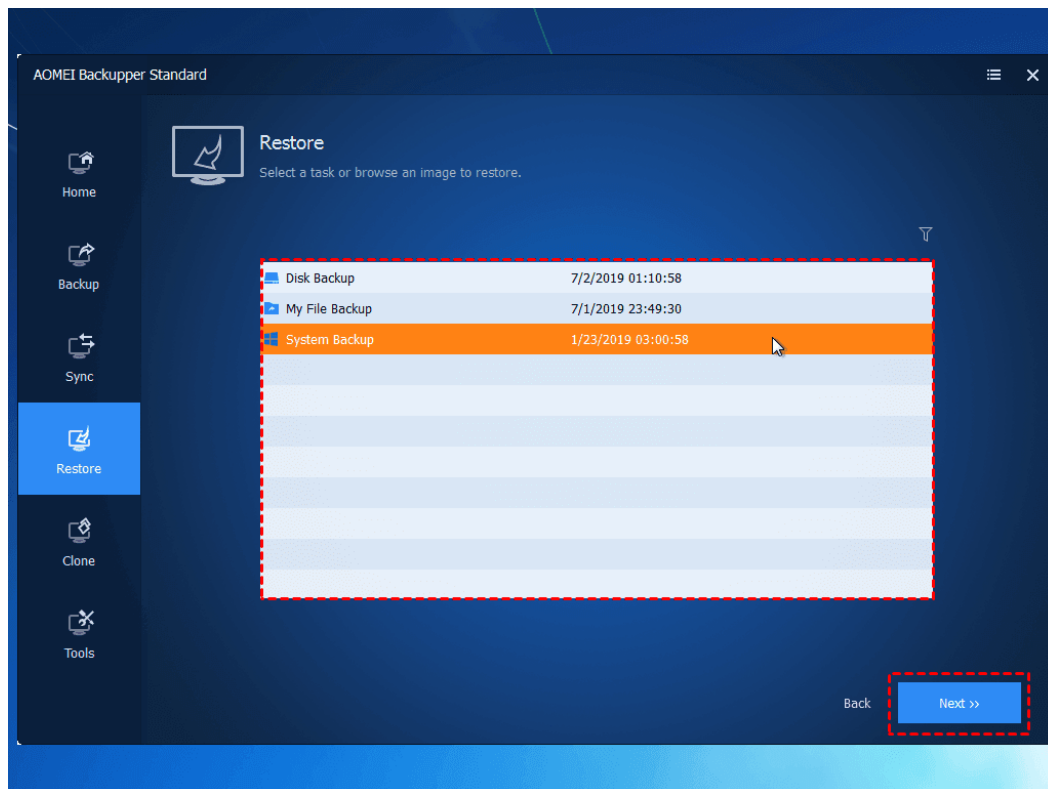 AOMEI Backupper Standard
Home
Backup
Sync
Restore
Clone
Tools
Restore
Select a task or browse an image to restore.
Disk Backup 7/2/2019 01:10:58
My File Backup 7/1/2019 23:49:30
System Backup 1/23/2019 03:00:58
Back Next >>